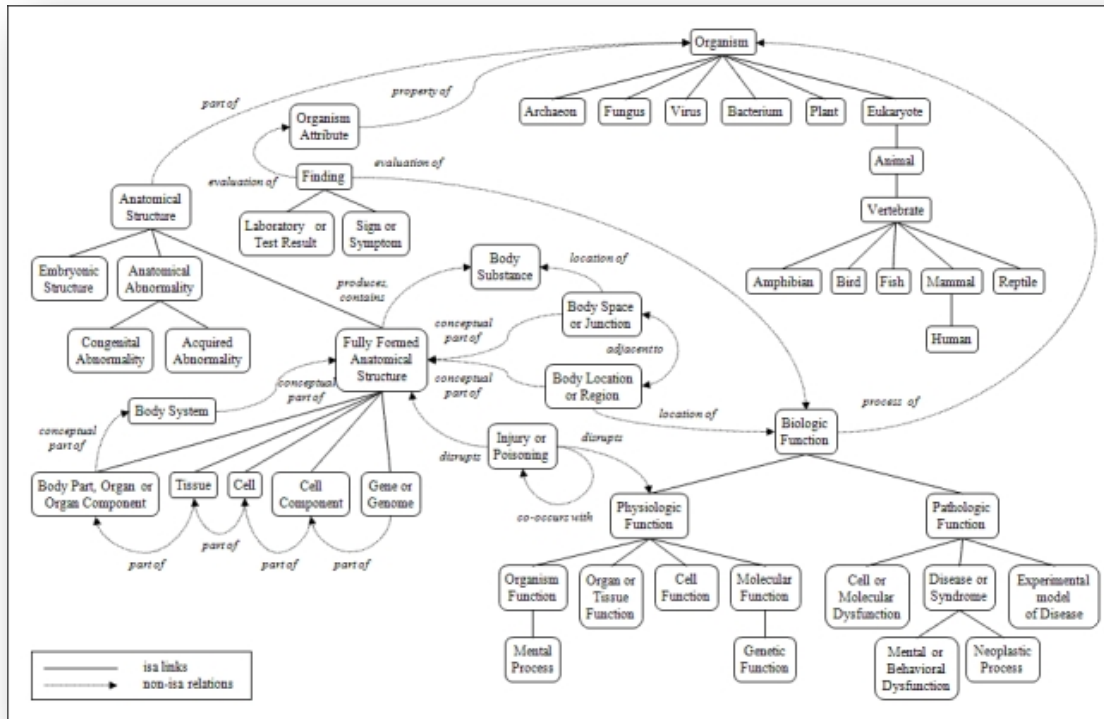 Organism
part of
property of
Archaeon
Fungus
Virus
Bacterium
Plant
Eukaryote
Organism
Attribute
evaluation of
Animal
evaluation of
Finding
Anatomical
Structure
Vertebrate
Laboratory or
Test Result
Sign or
Symptom
Body
Substance
location of
Embryonic
Structure
Anatomical
Abnormality
produces,
contains
Amphibian
Bird
Fish
Mammal
Reptile
Body Space
or Junction
Congenital
Abnormality
Acquired
Abnormality
Fully Formed
Anatomical
Structure
conceptual
part of
Human
adjacent to
conceptual
part of
conceptual
part of
Body Location
or Region
Body System
location of
process of
Biologic
Function
conceptual
part of
disrupts
Injury or
Poisoning
disrupts
Body Part, Organ or
Organ Component
Tissue
Cell
Cell
Component
Gene or
Genome
co-occurs with
Physiologic
Function
Pathologic
Function
part of
part of
part of
part of
Organism
Function
Organ or
Tissue
Function
Cell
Function
Molecular
Function
Cell or
Molecular
Dysfunction
Disease or
Syndrome
Experimental
model
of Disease
Mental
Process
Genetic
Function
Mental or
Behavioral
Dysfunction
Neoplastic
Process
isa links
non-isa relations